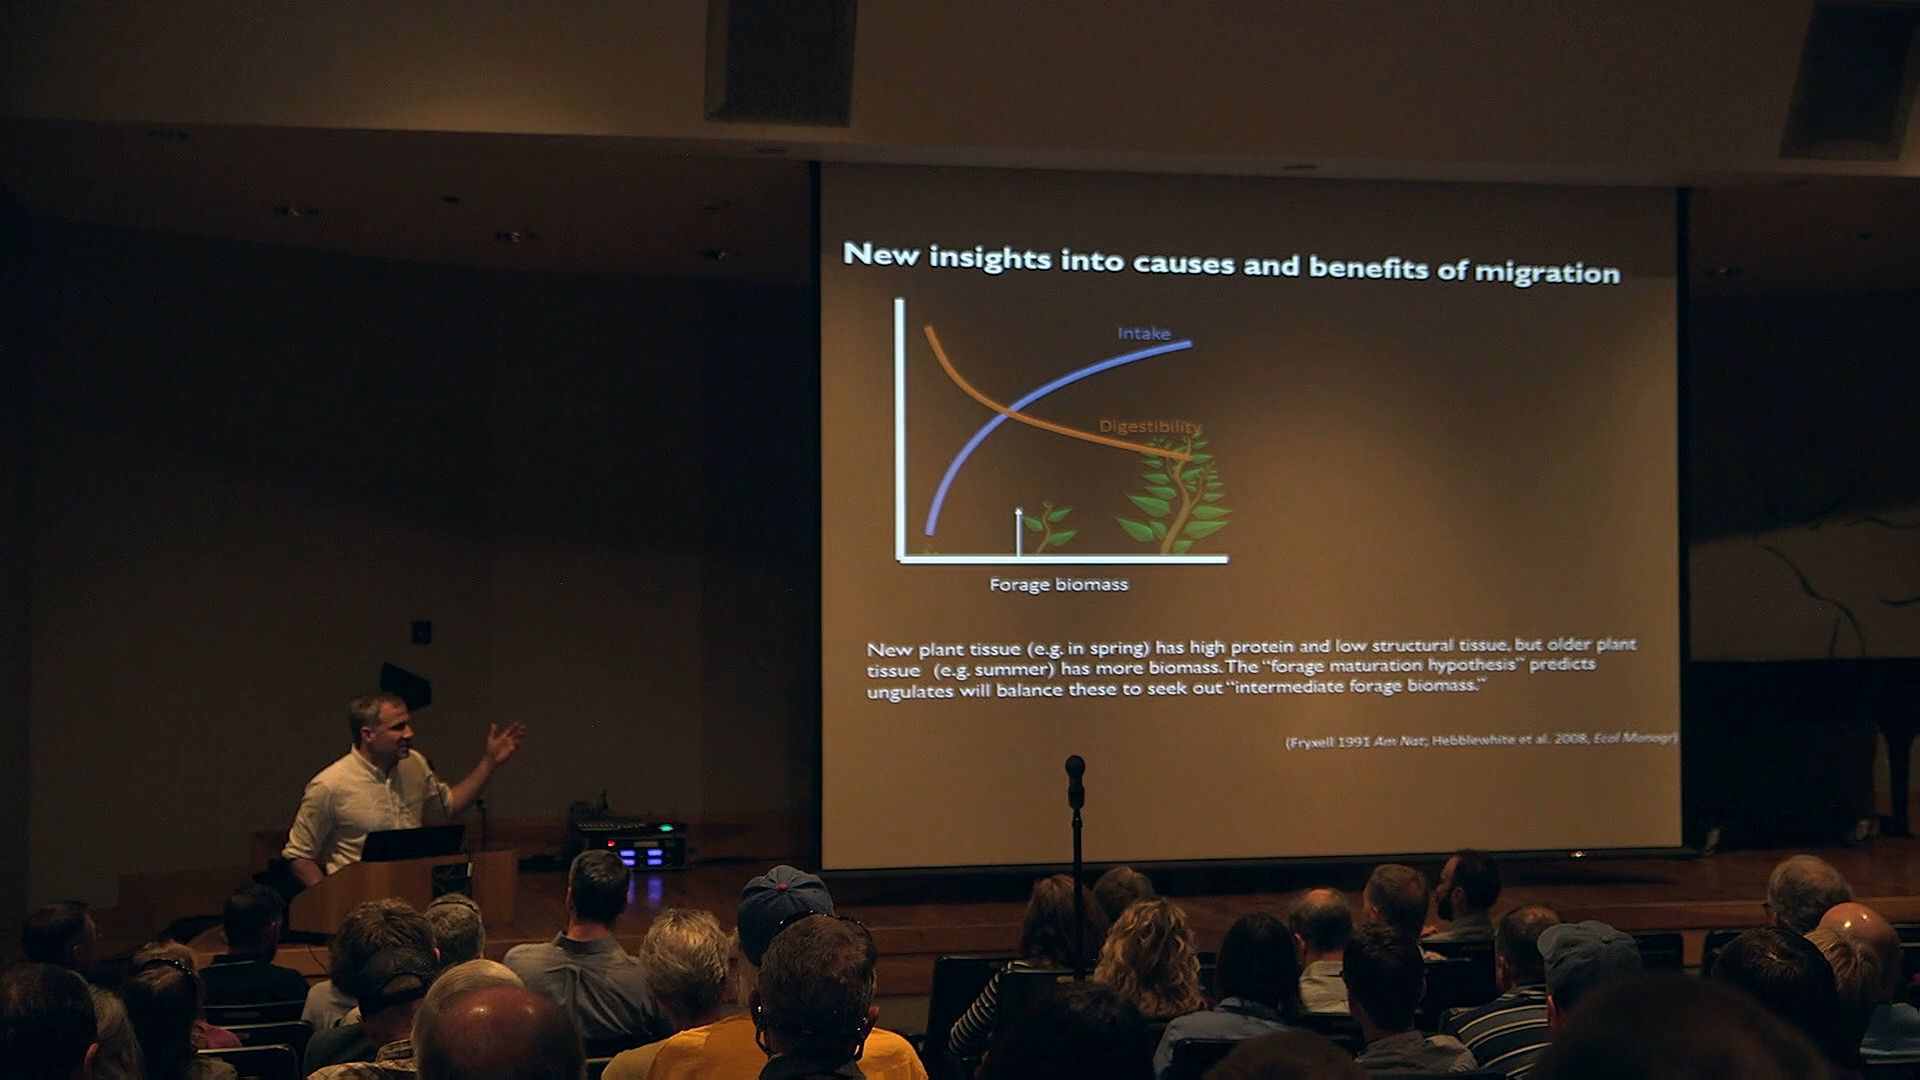 New insights into causes and benefits of migration
Intake
Digestibility
Forage biomass
New plant tissue (e.g. in spring) has high protein and low structural tissue, but older plant
tissue (e.g. summer) has more biomass. The "forage maturation hypothesis" predicts
ungulates will balance these to seek out "intermediate forage biomass."
(Fryxell 1991 Am Nat; Hebblewhite et al. 2008, Ecol Monogr)